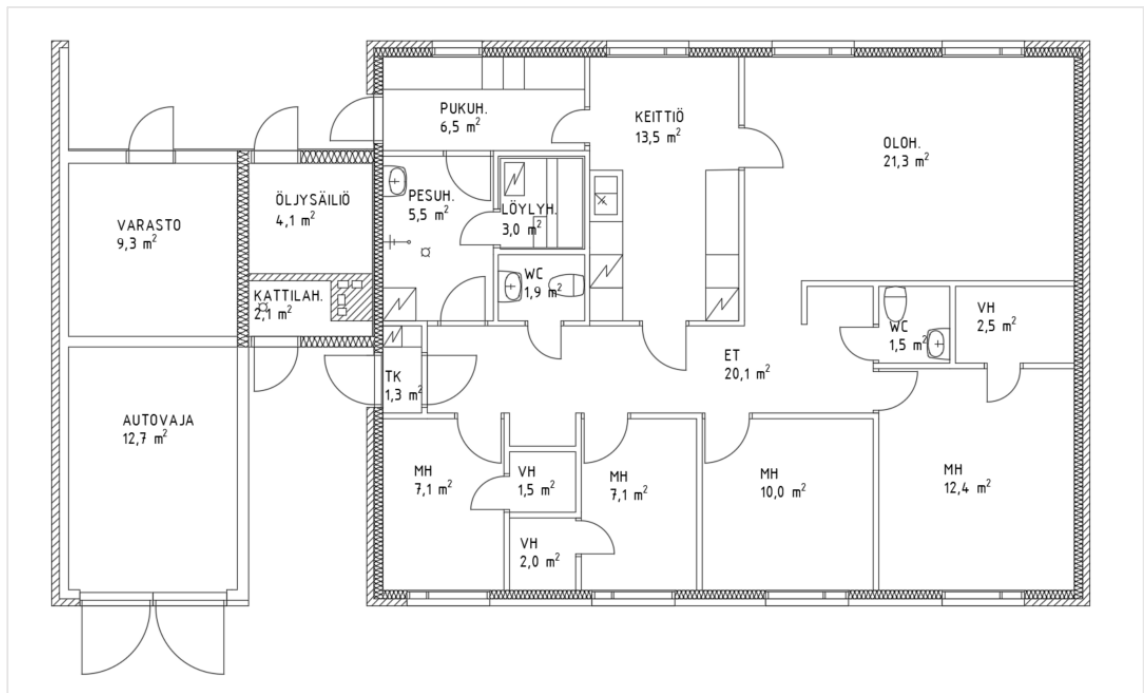 PUKUH.
6,5 m²
KEITTIÖ
13,5 m²
OLOH.
21,3 m²
VARASTO
9,3 m²
ÖLJYSÄILIÖ
4,1 m²
PESUH.
5,5 m²
LÖYLYH.
3,0 m²
WC
1,9 m²
KATTILAH.
2,1 m²
WC
1,5 m²
VH
2,5 m²
ET
20,1 m²
TK
1,3 m²
AUTOVAJA
12,7 m²
MH
7,1 m²
VH
1,5 m²
MH
7,1 m²
MH
10,0 m²
MH
12,4 m²
VH
2,0 m²